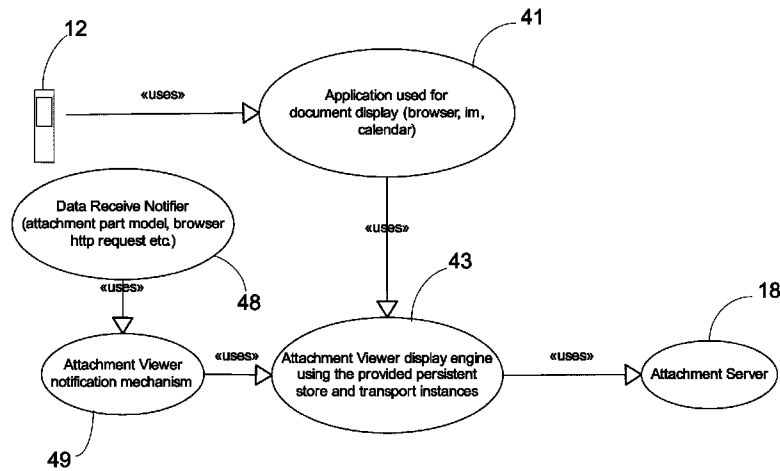 12
41
«uses»
Application used for
document display (browser, im,
calendar)
Data Receive Notifier
(attachment part model, browser
http request etc.)
«uses»
48
«uses»
43
18
Attachment Viewer
notification mechanism
«uses»
Attachment Viewer display engine
using the provided persistent
store and transport instances
«uses»
Attachment Server
49